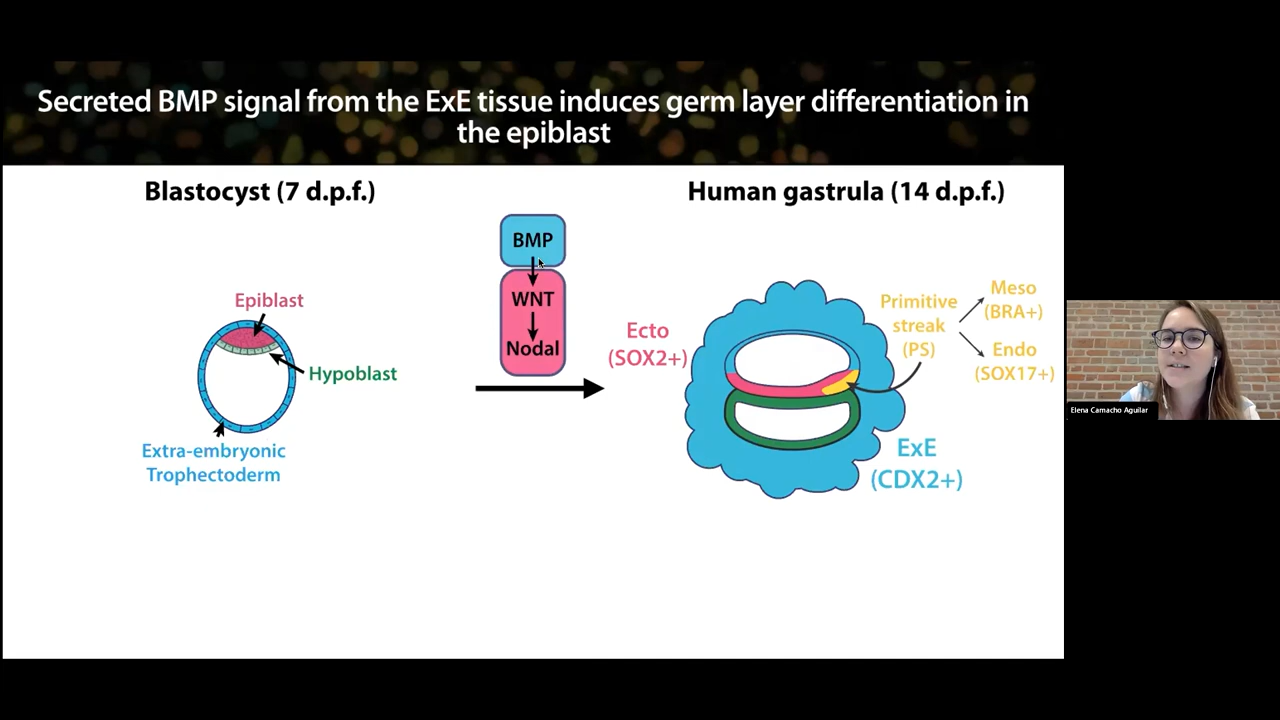 Secreted BMP signal from the ExE tissue induces germ layer differentiation in
the epiblast
Blastocyst (7 d.p.f.)
Epiblast
Hypoblast
Extra-embryonic
Trophectoderm
BMP
WNT
Nodal
Human gastrula (14 d.p.f.)
Ecto
(SOX2+)
Primitive
streak
(PS)
Meso
(BRA+)
Endo
(SOX17+)
ExE
(CDX2+)
Elena Camacho Aguilar